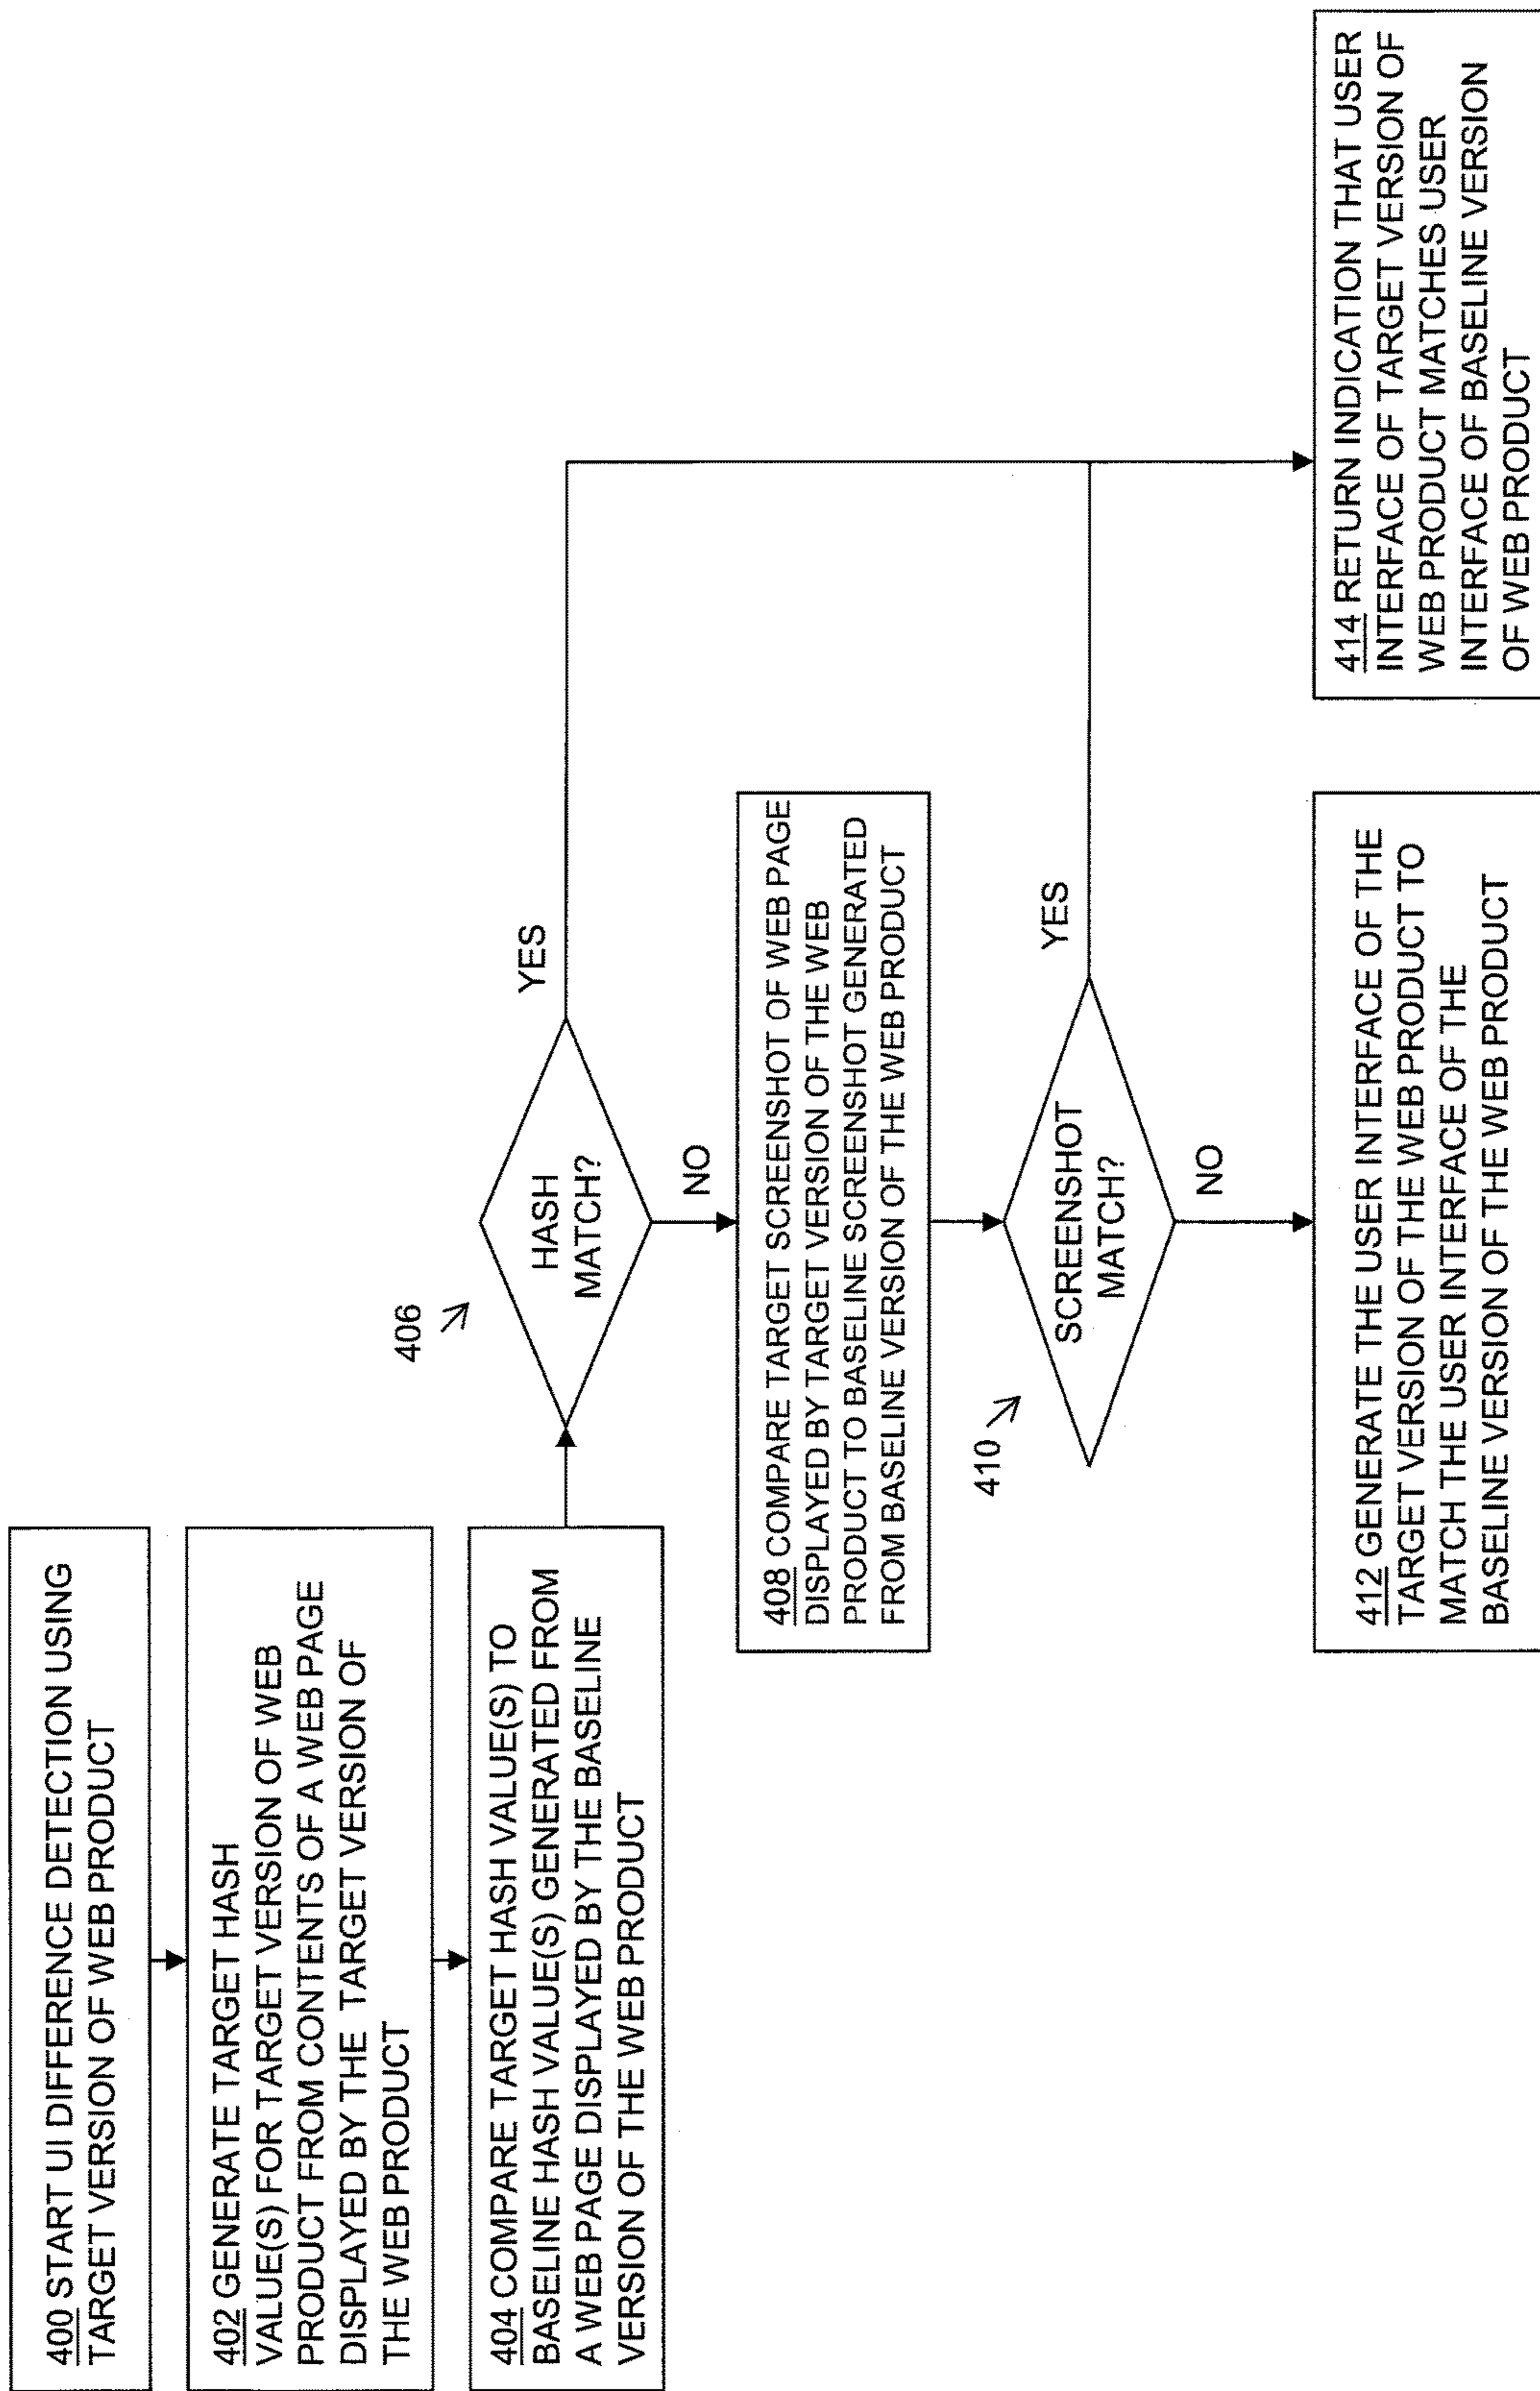 400 START UI DIFFERENCE DETECTION USING
TARGET VERSION OF WEB PRODUCT
402 GENERATE TARGET HASH
VALUE(S) FOR TARGET VERSION OF WEB
PRODUCT FROM CONTENTS OF A WEB PAGE
DISPLAYED BY THE TARGET VERSION OF
THE WEB PRODUCT
404 COMPARE TARGET HASH VALUE(S) TO
BASELINE HASH VALUE(S) GENERATED FROM
A WEB PAGE DISPLAYED BY THE BASELINE
VERSION OF THE WEB PRODUCT
406
HASH
MATCH?
YES
NO
408 COMPARE TARGET SCREENSHOT OF WEB PAGE
DISPLAYED BY TARGET VERSION OF THE WEB
PRODUCT TO BASELINE SCREENSHOT GENERATED
FROM BASELINE VERSION OF THE WEB PRODUCT
410
SCREENSHOT
MATCH?
YES
NO
412 GENERATE THE USER INTERFACE OF THE
TARGET VERSION OF THE WEB PRODUCT TO
MATCH THE USER INTERFACE OF THE
BASELINE VERSION OF THE WEB PRODUCT
414 RETURN INDICATION THAT USER
INTERFACE OF TARGET VERSION OF
WEB PRODUCT MATCHES USER
INTERFACE OF BASELINE VERSION
OF WEB PRODUCT